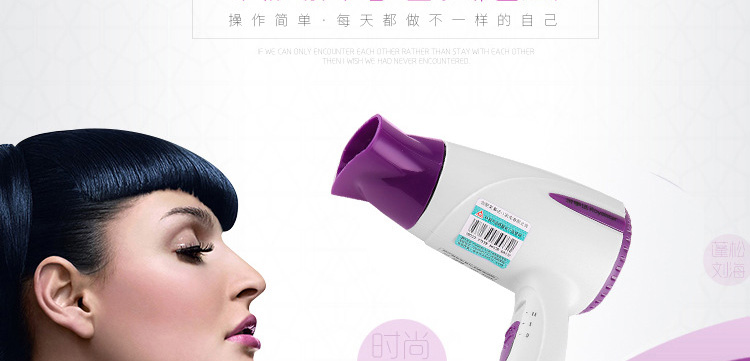 操作简单·每天都做不一样的自己
IF WE CAN ONLY ENCOUNTER EACH OTHER RATHER THAN STAY WITH EACH OTHER
THEN I WISH WE HAD NEVER ENCOUNTERED
蓬松
刘海
时尚